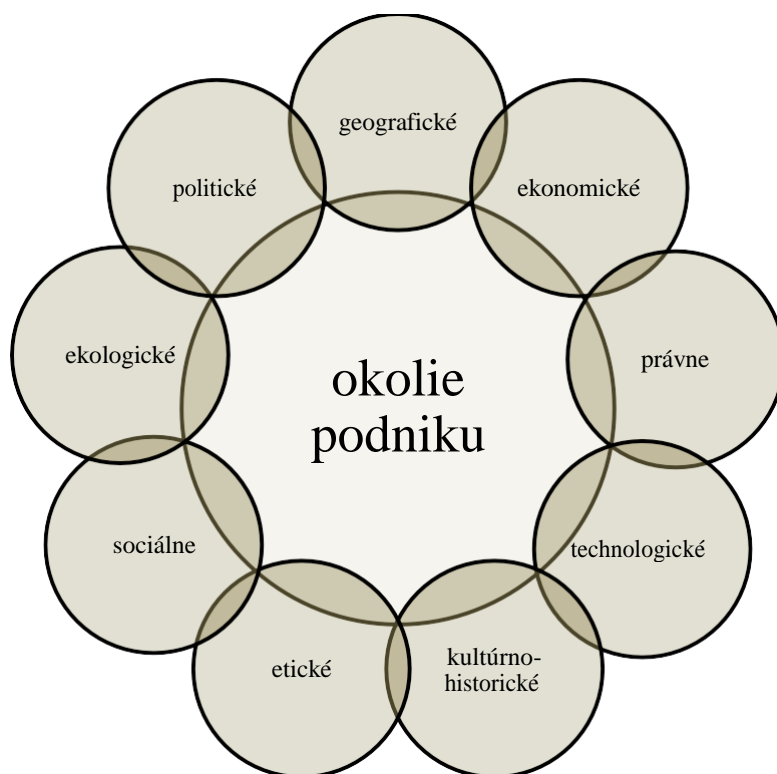 geografické
politické
ekonomické
ekologické
okolie
podniku
právne
sociálne
technologické
etické
kultúrno-
historické